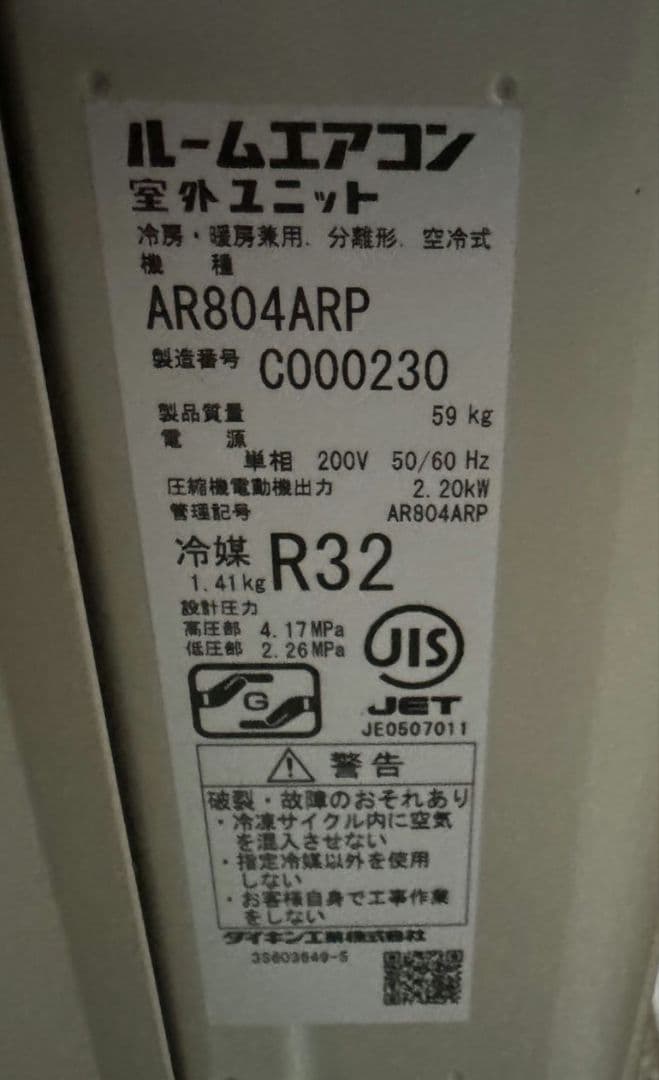 ルームエアコン
室外ユニット
冷房・暖房兼用、分離形、空冷式
機 種
AR804ARP
製造番号 C000230
製品質量 59 kg
電 源
単相 200V 50/60 Hz
圧縮機電動機出力 2.20kW
管理記号 AR804ARP
冷媒 R32
1.41kg
設計圧力
高圧部 4.17MPa
低圧部 2.26MPa
JIS
G
JET
JE0507011
警告
破裂・故障のおそれあり
・冷凍サイクル内に空気
を混入させない
・指定冷媒以外を使用
しない
・お客様自身で工事作業
をしない
ダイキン工業株式会社